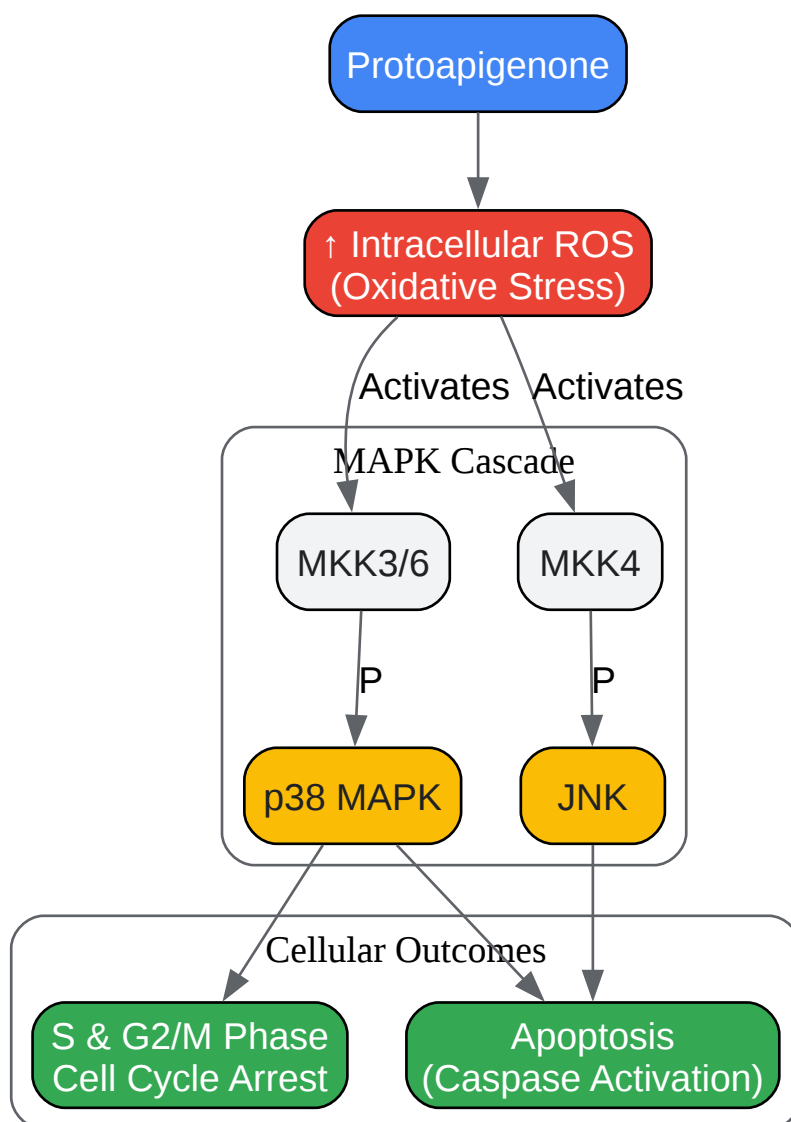 Protoapigenone
↑ Intracellular ROS
(Oxidative Stress)
Activates Activates
MAPK Cascade
MKK3/6 MKK4
P P
p38 MAPK JNK
Cellular Outcomes
S & G2/M Phase
Cell Cycle Arrest
Apoptosis
(Caspase Activation)